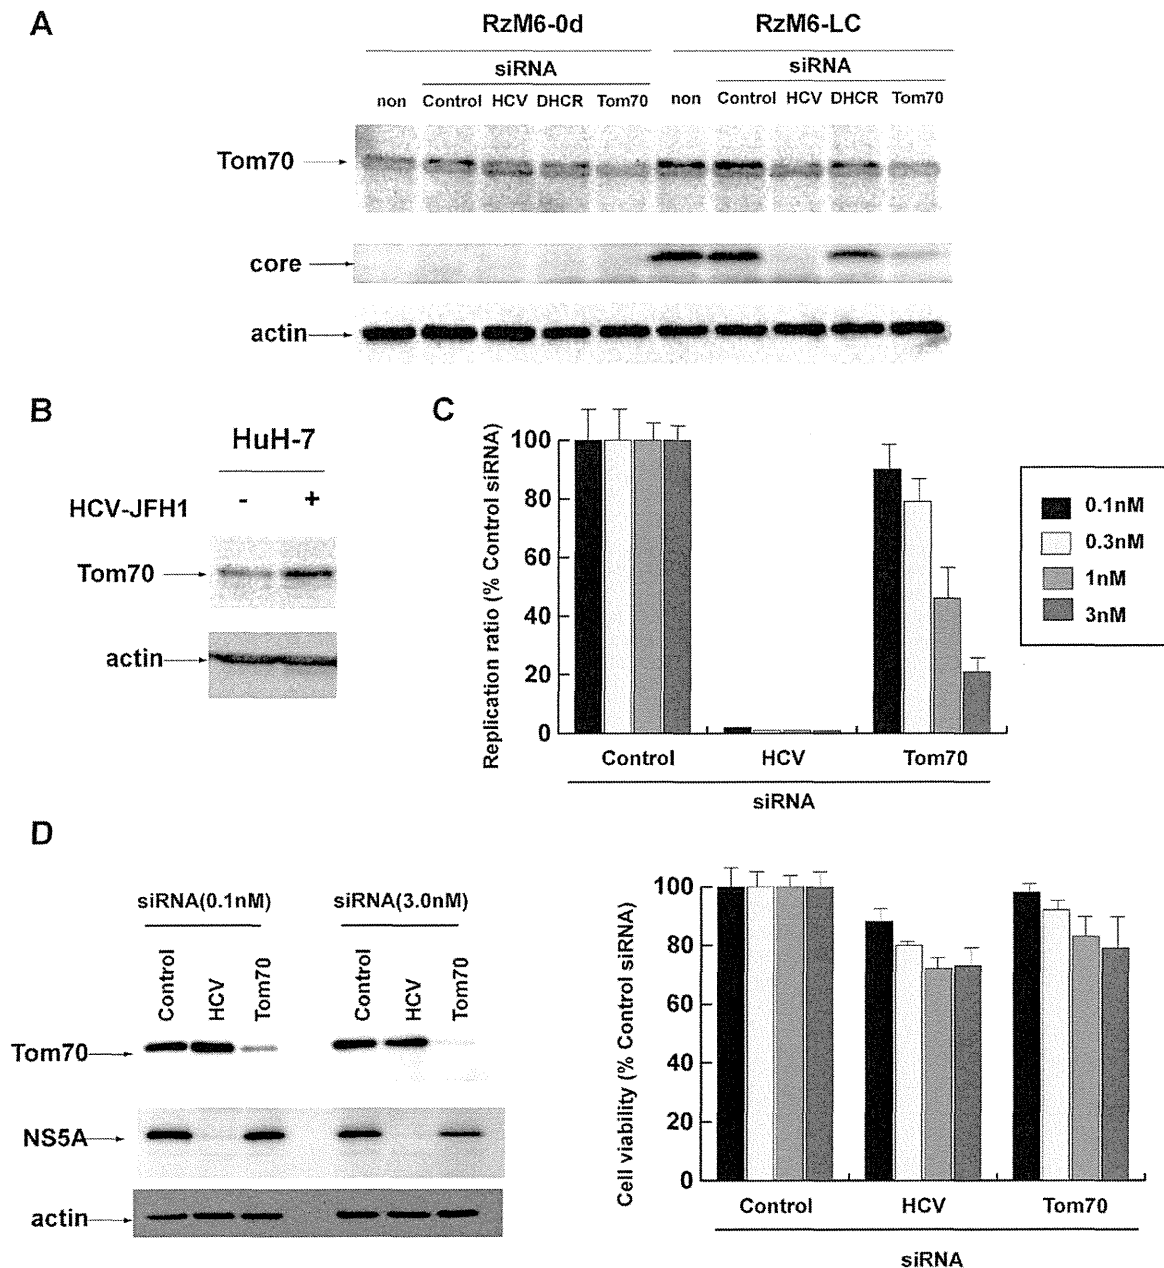 A
RzM6-0d RzM6-LC
siRNA siRNA
non Control HCV DHCR Tom70 non Control HCV DHCR Tom70
Tom70
core
actin
B
HuH-7
HCV-JFH1 - +
Tom70
actin
C
Replication ratio (% Control siRNA)
100
80
60
40
20
0
Control HCV Tom70
siRNA
0.1nM
0.3nM
1nM
3nM
D
siRNA(0.1nM) siRNA(3.0nM)
Control HCV Tom70 Control HCV Tom70
Tom70
NS5A
actin
Cell viability (% Control siRNA)
100
80
60
40
20
0
Control HCV Tom70
siRNA